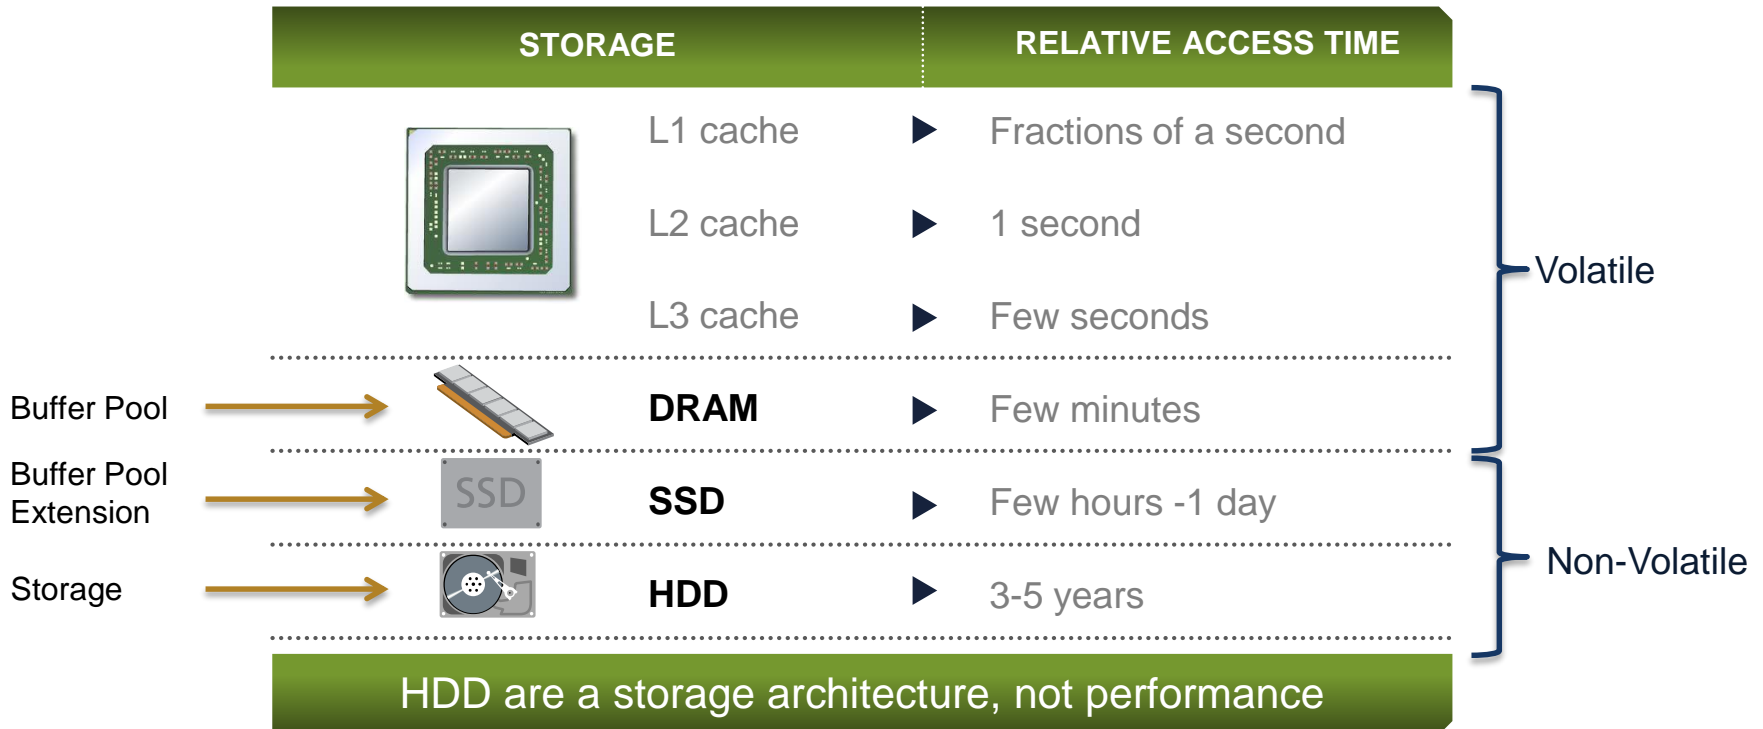 STORAGE
RELATIVE ACCESS TIME
L1 cache
Fractions of a second
L2 cache
1 second
Volatile
L3 cache
Few seconds
Buffer Pool
DRAM
Few minutes
Buffer Pool
Extension
SSD
SSD
Few hours -1 day
Non-Volatile
Storage
HDD
3-5 years
HDD are a storage architecture, not performance